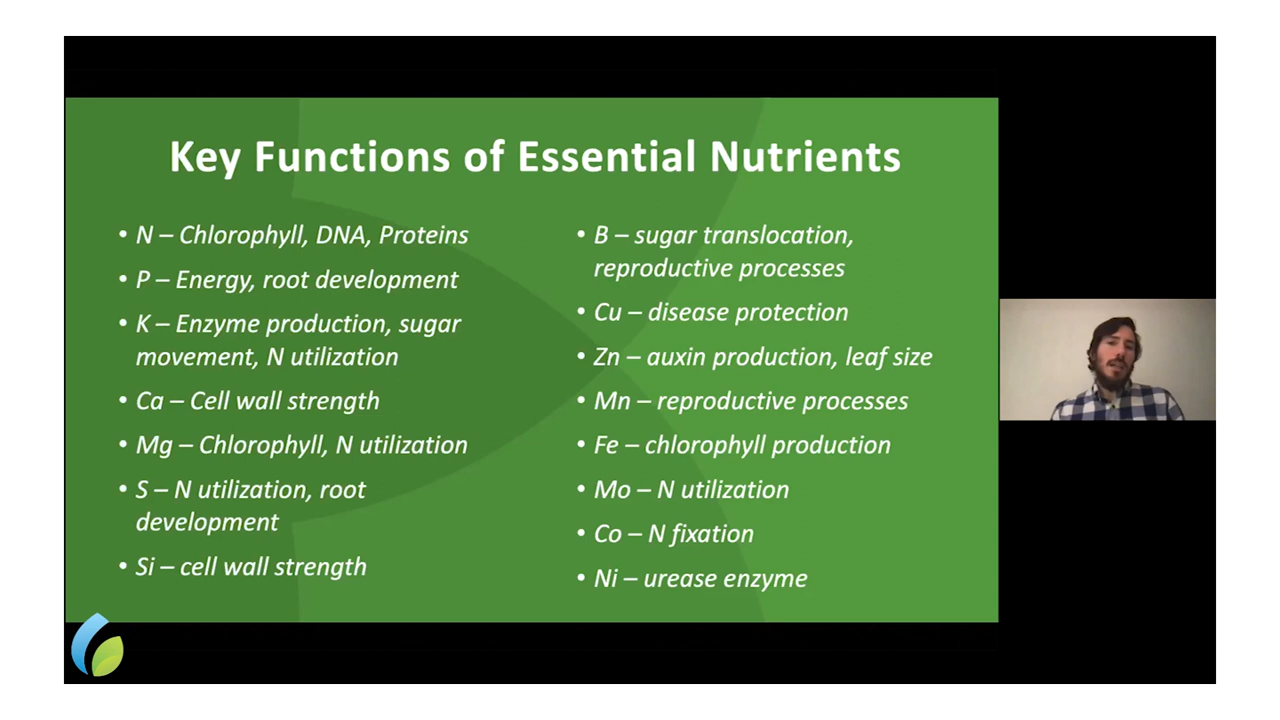 Key Functions of Essential Nutrients
• N – Chlorophyll, DNA, Proteins
• P – Energy, root development
• K – Enzyme production, sugar
movement, N utilization
• Ca – Cell wall strength
• Mg – Chlorophyll, N utilization
• S – N utilization, root
development
• Si – cell wall strength
• B – sugar translocation,
reproductive processes
• Cu – disease protection
• Zn – auxin production, leaf size
• Mn – reproductive processes
• Fe – chlorophyll production
• Mo – N utilization
• Co – N fixation
• Ni – urease enzyme